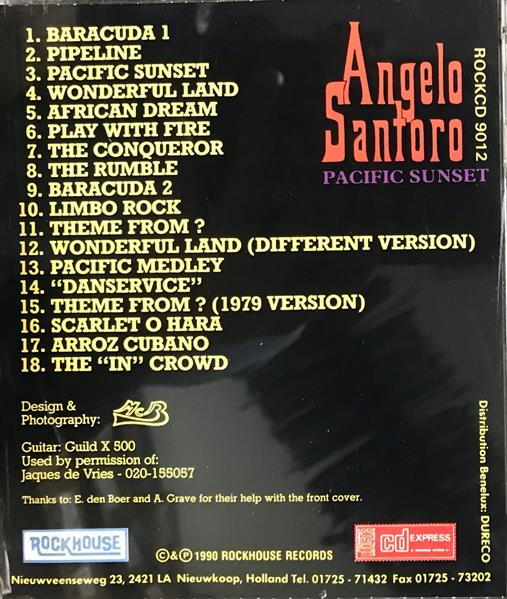 1. BARACUDA 1
2. PIPELINE
3. PACIFIC SUNSET
4. WONDERFUL LAND
5. AFRICAN DREAM
6. PLAY WITH FIRE
7. THE CONQUEROR
8. THE RUMBLE
9. BARACUDA 2
10. LIMBO ROCK
11. THEME FROM ?
12. WONDERFUL LAND (DIFFERENT VERSION)
13. PACIFIC MEDLEY
14. “DANSERVICE”
15. THEME FROM ? (1979 VERSION)
16. SCARLET O HARA
17. ARROZ CUBANO
18. THE “IN” CROWD
Angelo
Santoro
PACIFIC SUNSET
ROCKCD 9012
Design &
Photography:
Guitar: Guild X 500
Used by permission of:
Jaques de Vries - 020-155057
Thanks to: E. den Boer and A. Grave for their help with the front cover.
Distribution Benelux: DURECO
ROCKHOUSE
©&℗ 1990 ROCKHOUSE RECORDS
cd EXPRESS
Nieuwveenseweg 23, 2421 LA Nieuwkoop, Holland Tel. 01725 - 71432 Fax 01725 - 73202